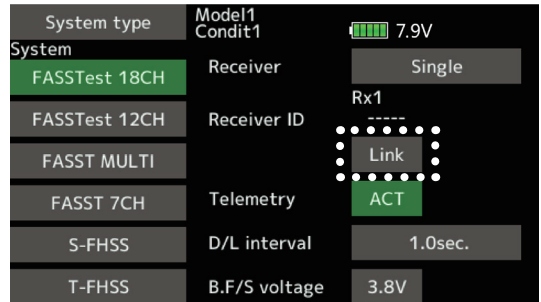 System type
Model1
Condit1
7.9V
System
FASSTest 18CH
FASSTest 12CH
FASST MULTI
FASST 7CH
S-FHSS
T-FHSS
Receiver
Single
Rx1
Receiver ID
-----
Link
Telemetry
ACT
D/L interval
1.0sec.
B.F/S voltage
3.8V